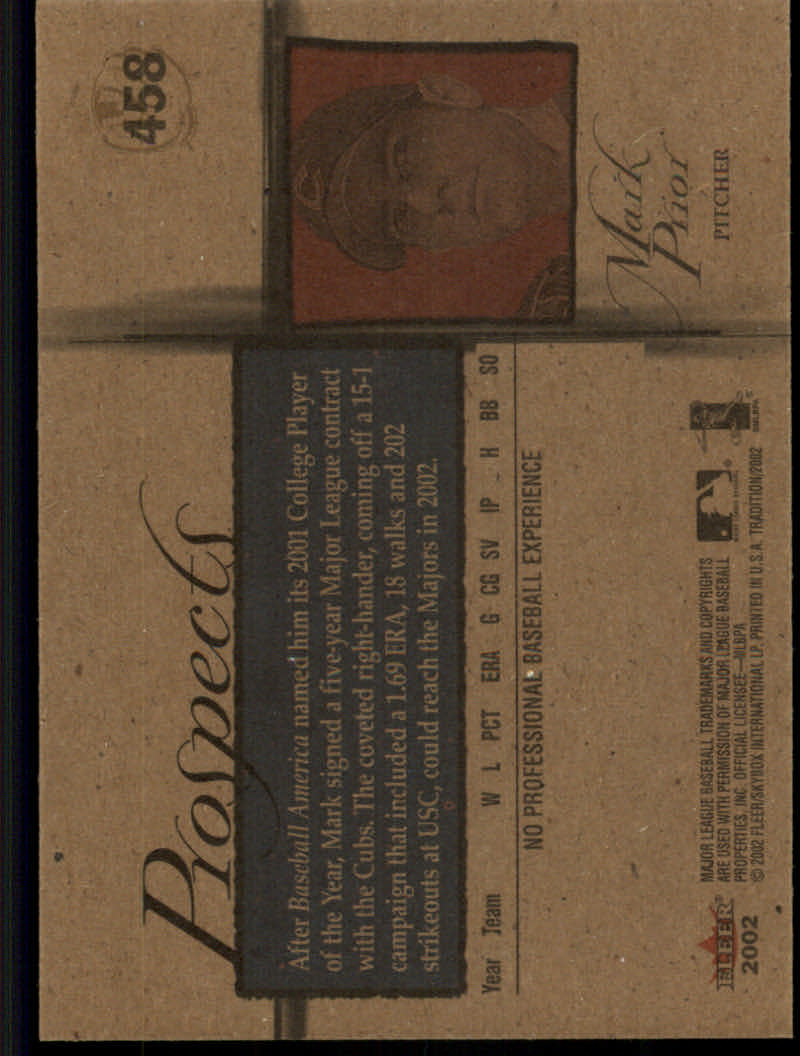 458
Mark
Prior
PITCHER
Prospects
After Baseball America named him its 2001 College Player
of the Year, Mark signed a five-year Major League contract
with the Cubs. The coveted right-hander, coming off a 15-1
campaign that included a 1.69 ERA, 18 walks and 202
strikeouts at USC, could reach the Majors in 2002.
Year Team W L PCT ERA G CG SV IP H BB SO
NO PROFESSIONAL BASEBALL EXPERIENCE
FLEER®
2002
MAJOR LEAGUE BASEBALL TRADEMARKS AND COPYRIGHTS
ARE USED WITH PERMISSION OF MAJOR LEAGUE BASEBALL
PROPERTIES, INC. OFFICIAL LICENSEE—MLBPA
© 2002 FLEER/SKYBOX INTERNATIONAL LP. PRINTED IN U.S.A. TRADITION/2002